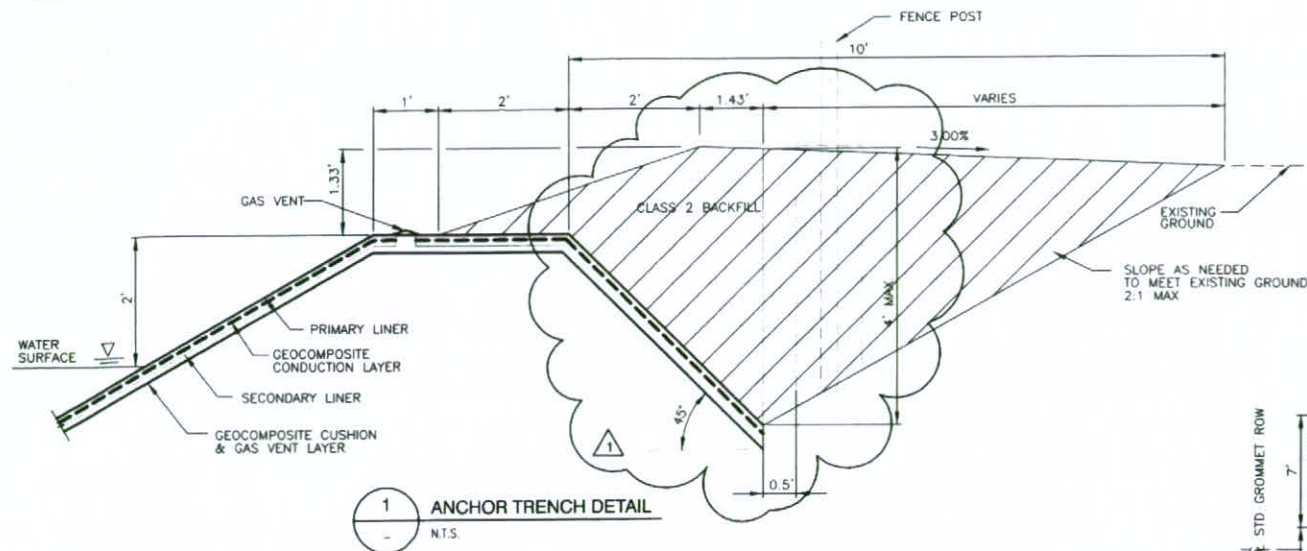 FENCE POST
10'
1'
2'
2'
1.43'
VARIES
3.00%
1.33'
GAS VENT
CLASS 2 BACKFILL
EXISTING
GROUND
SLOPE AS NEEDED
TO MEET EXISTING GROUND
2:1 MAX
2'
4' MAX
PRIMARY LINER
WATER
SURFACE
GEOCOMPOSITE
CONDUCTION LAYER
SECONDARY LINER
GEOCOMPOSITE CUSHION
& GAS VENT LAYER
45°
1
0.5'
STD GROMMET ROW
7'
1
-
ANCHOR TRENCH DETAIL
N.T.S.